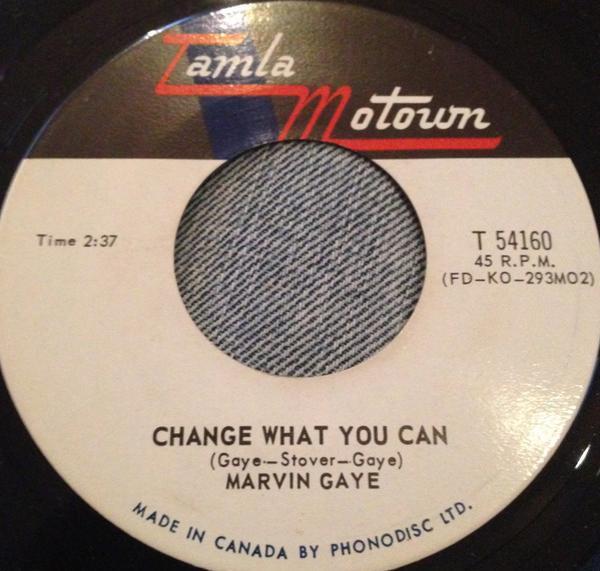 Tamla
Motown
Time 2:37
T 54160
45 R.P.M.
(FD-KO-293MO2)
CHANGE WHAT YOU CAN
(Gaye-Stover-Gaye)
MARVIN GAYE
MADE IN CANADA BY PHONODISC LTD.